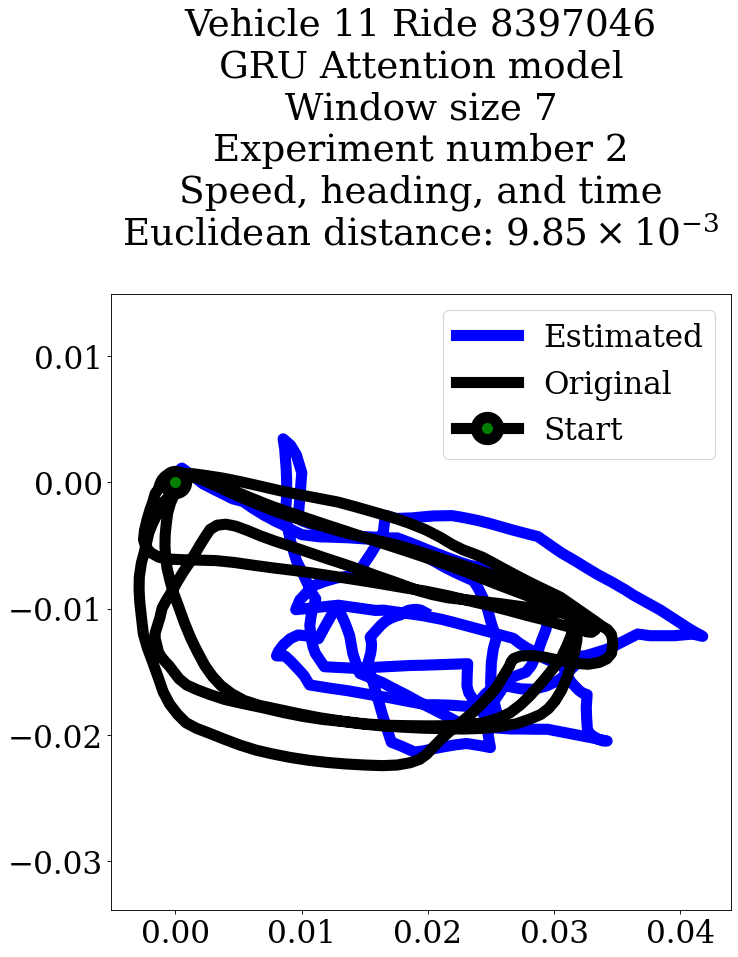 Vehicle 11 Ride 8397046
GRU Attention model
Window size 7
Experiment number 2
Speed, heading, and time
Euclidean distance: 9.85 × 10⁻³
Estimated
Original
Start
0.01
0.00
−0.01
−0.02
−0.03
0.00 0.01 0.02 0.03 0.04